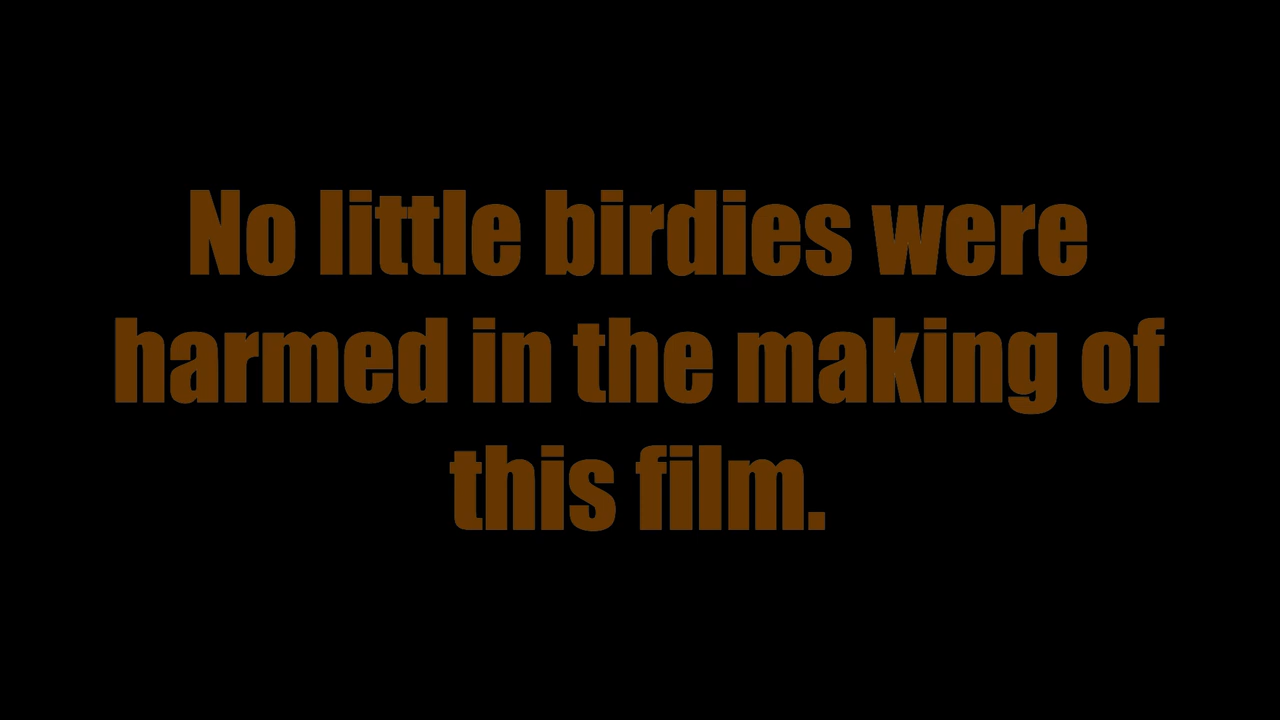 No little birdies were
harmed in the making of
this film.